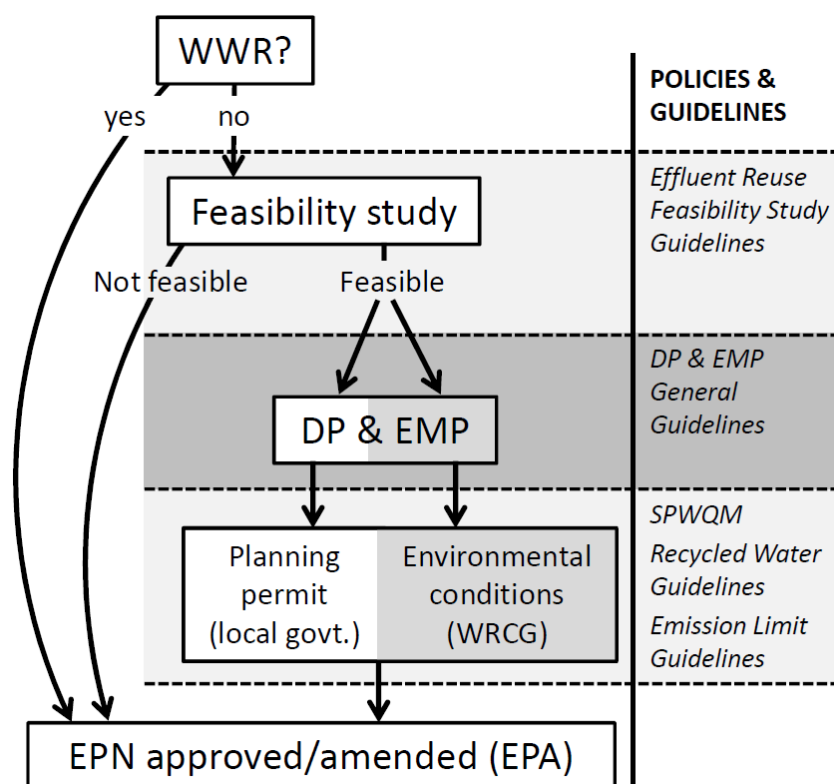 WWR?
yes
no
POLICIES &
GUIDELINES
Feasibility study
Effluent Reuse
Feasibility Study
Guidelines
Not feasible
Feasible
DP & EMP
General
Guidelines
DP & EMP
Planning
permit
(local govt.)
Environmental
conditions
(WRCG)
SPWQM
Recycled Water
Guidelines
Emission Limit
Guidelines
EPN approved/amended (EPA)